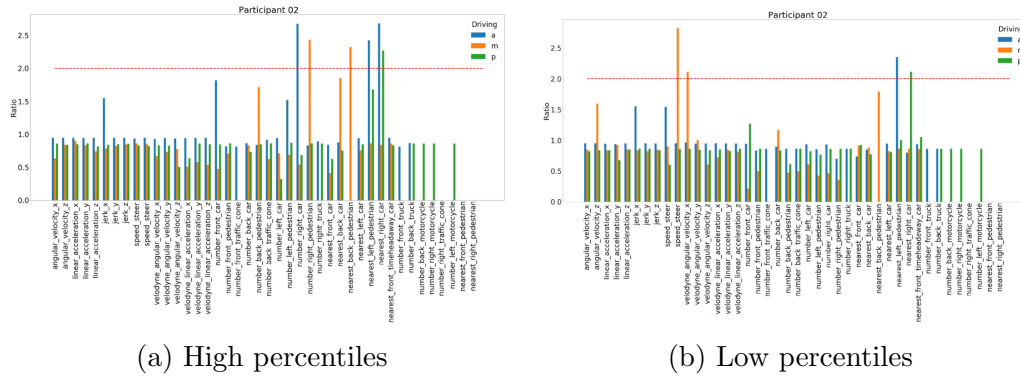 Participant 02
Driving
a
m
p
2.5
2.0
1.5
1.0
0.5
0.0
Ratio
angular_velocity_x
angular_velocity_z
linear_acceleration_x
linear_acceleration_y
linear_acceleration_z
jerk_x
jerk_y
jerk_z
speed_steer
speed_steer
velodyne_angular_velocity_x
velodyne_angular_velocity_y
velodyne_angular_velocity_z
velodyne_linear_acceleration_x
velodyne_linear_acceleration_y
velodyne_linear_acceleration_z
number_front_car
number_front_pedestrian
number_front_traffic_cone
number_back_car
number_back_pedestrian
number_back_traffic_cone
number_left_car
number_left_pedestrian
number_right_car
number_right_pedestrian
number_right_truck
nearest_front_car
nearest_back_car
nearest_back_pedestrian
nearest_left_car
nearest_left_pedestrian
nearest_right_car
nearest_front_timeheadaway_car
number_front_truck
number_back_truck
number_back_motorcycle
number_right_motorcycle
number_right_traffic_cone
number_left_motorcycle
nearest_front_pedestrian
nearest_right_pedestrian
(a) High percentiles
Participant 02
Driving
2.5
2.0
1.5
1.0
0.5
0.0
Ratio
angular_velocity_x
angular_velocity_z
linear_acceleration_x
linear_acceleration_y
linear_acceleration_z
jerk_x
jerk_y
jerk_z
speed_steer
speed_steer
velodyne_angular_velocity_x
velodyne_angular_velocity_y
velodyne_angular_velocity_z
velodyne_linear_acceleration_x
velodyne_linear_acceleration_y
velodyne_linear_acceleration_z
number_front_car
number_front_pedestrian
number_front_traffic_cone
number_back_car
number_back_pedestrian
number_back_traffic_cone
number_left_car
number_left_pedestrian
number_right_car
number_right_pedestrian
number_right_truck
nearest_front_car
nearest_back_car
nearest_back_pedestrian
nearest_left_car
nearest_left_pedestrian
nearest_right_car
nearest_front_timeheadaway_car
number_front_truck
number_back_truck
number_back_motorcycle
number_right_motorcycle
number_right_traffic_cone
number_left_motorcycle
nearest_front_pedestrian
nearest_right_pedestrian
(b) Low percentiles